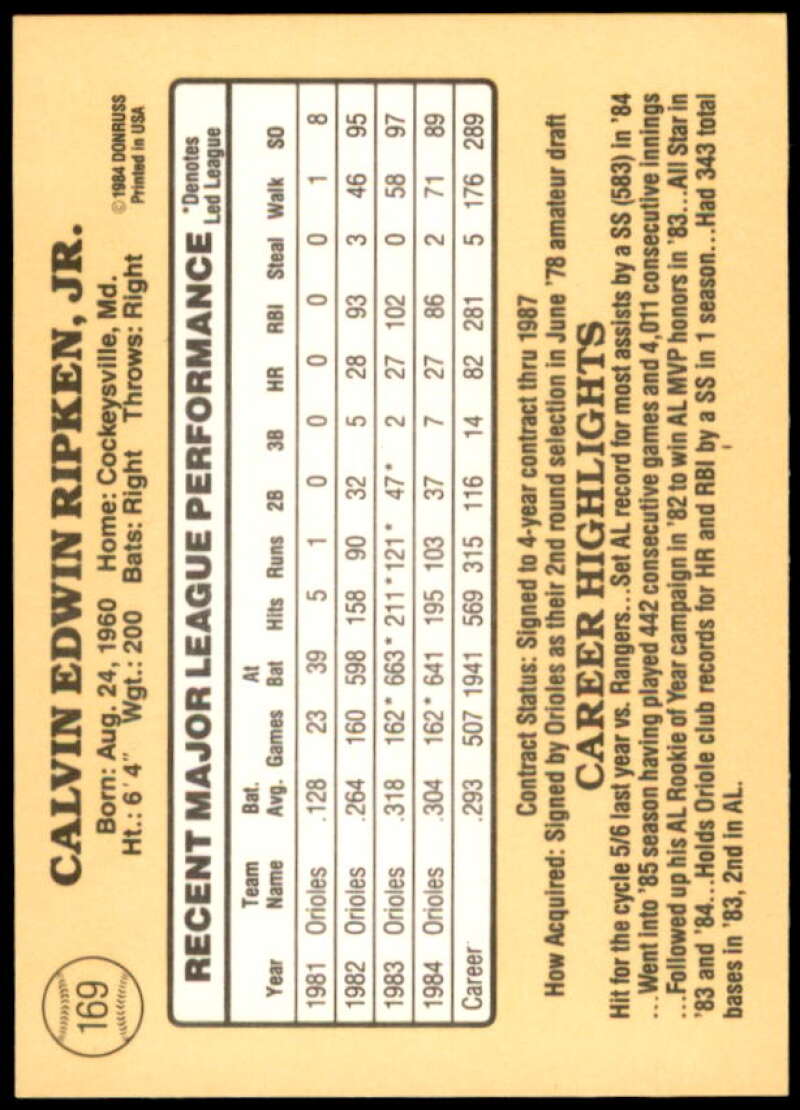 169
CALVIN EDWIN RIPKEN, JR.
Born: Aug. 24, 1960 Home: Cockeysville, Md.
Ht.: 6' 4" Wgt.: 200 Bats: Right Throws: Right
©1984 DONRUSS
Printed in USA
RECENT MAJOR LEAGUE PERFORMANCE *Denotes Led League
Year Team Name Bat. Avg. Games At Bat Hits Runs 2B 3B HR RBI Steal Walk SO
1981 Orioles .128 23 39 5 1 0 0 0 0 0 1 8
1982 Orioles .264 160 598 158 90 32 5 28 93 3 46 95
1983 Orioles .318 162* 663* 211* 121* 47* 2 27 102 0 58 97
1984 Orioles .304 162* 641 195 103 37 7 27 86 2 71 89
Career .293 507 1941 569 315 116 14 82 281 5 176 289
Contract Status: Signed to 4-year contract thru 1987
How Acquired: Signed by Orioles as their 2nd round selection in June '78 amateur draft
CAREER HIGHLIGHTS
Hit for the cycle 5/6 last year vs. Rangers...Set AL record for most assists by a SS (583) in '84
...Went into '85 season having played 442 consecutive games and 4,011 consecutive innings
...Followed up his AL Rookie of Year campaign in '82 to win AL MVP honors in '83...All Star in
'83 and '84...Holds Oriole club records for HR and RBI by a SS in 1 season...Had 343 total
bases in '83, 2nd in AL.